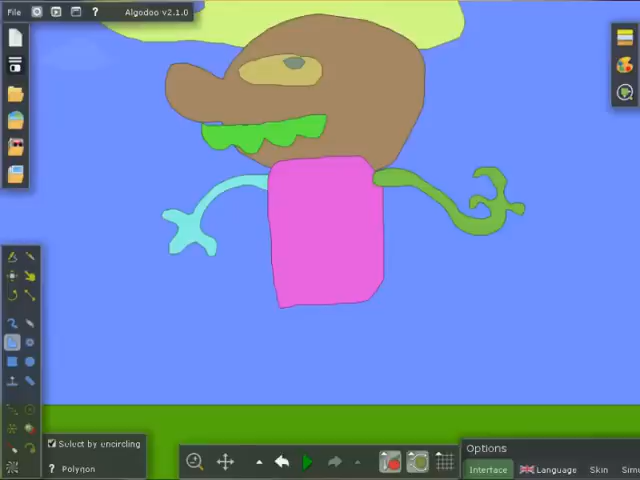 File ? Algodoo v2.1.0
Select by encircling
? Polygon
Options
Interface Language Skin